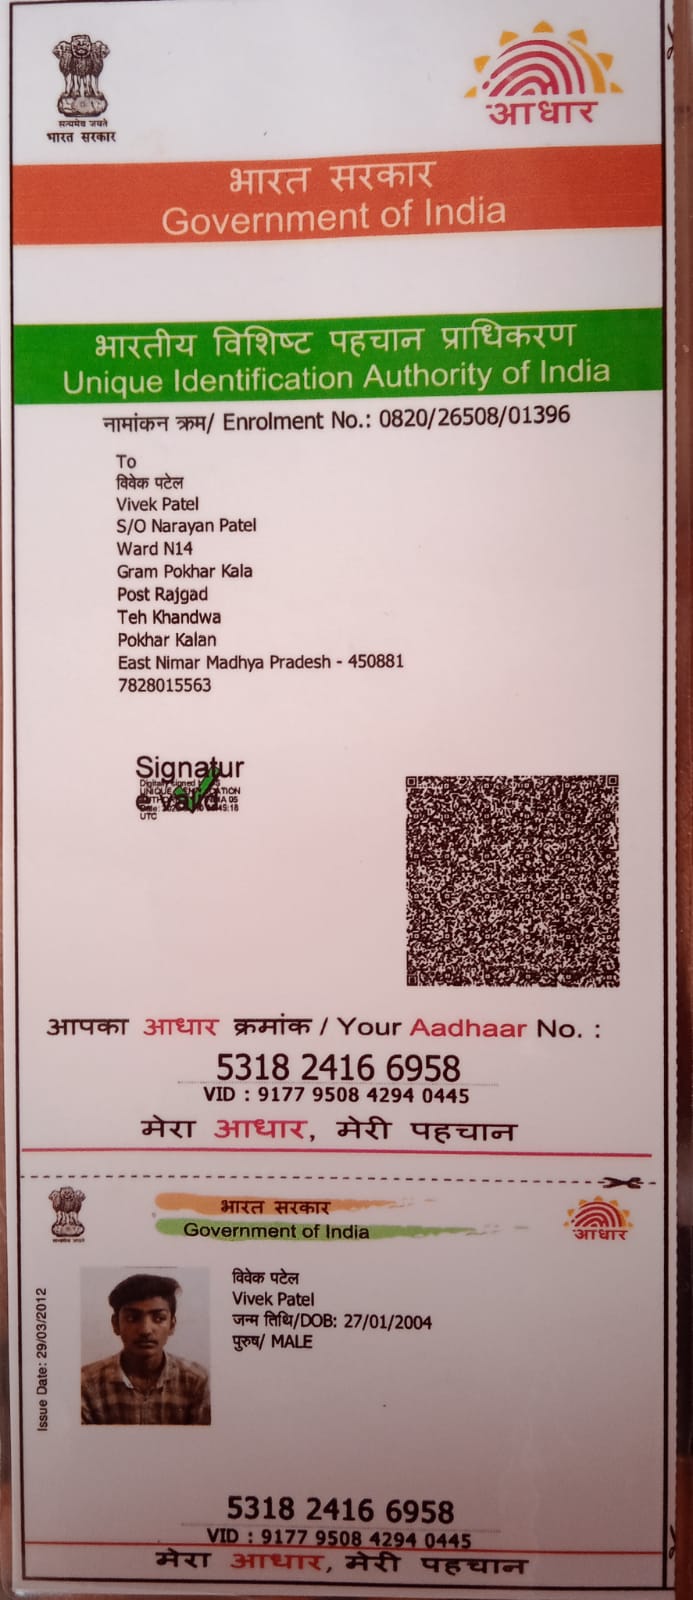 सत्यमेव जयते
भारत सरकार
आधार
भारत सरकार
Government of India
भारतीय विशिष्ट पहचान प्राधिकरण
Unique Identification Authority of India
नामांकन क्रम/ Enrolment No.: 0820/26508/01396
To
विवेक पटेल
Vivek Patel
S/O Narayan Patel
Ward N14
Gram Pokhar Kala
Post Rajgad
Teh Khandwa
Pokhar Kalan
East Nimar Madhya Pradesh - 450881
7828015563
Signatur
UTC
आपका आधार क्रमांक / Your Aadhaar No. :
5318 2416 6958
VID : 9177 9508 4294 0445
मेरा आधार, मेरी पहचान
भारत सरकार
Government of India
आधार
Issue Date: 29/03/2012
विवेक पटेल
Vivek Patel
जन्म तिथि/DOB: 27/01/2004
पुरुष/ MALE
5318 2416 6958
VID : 9177 9508 4294 0445
मेरा आधार, मेरी पहचान